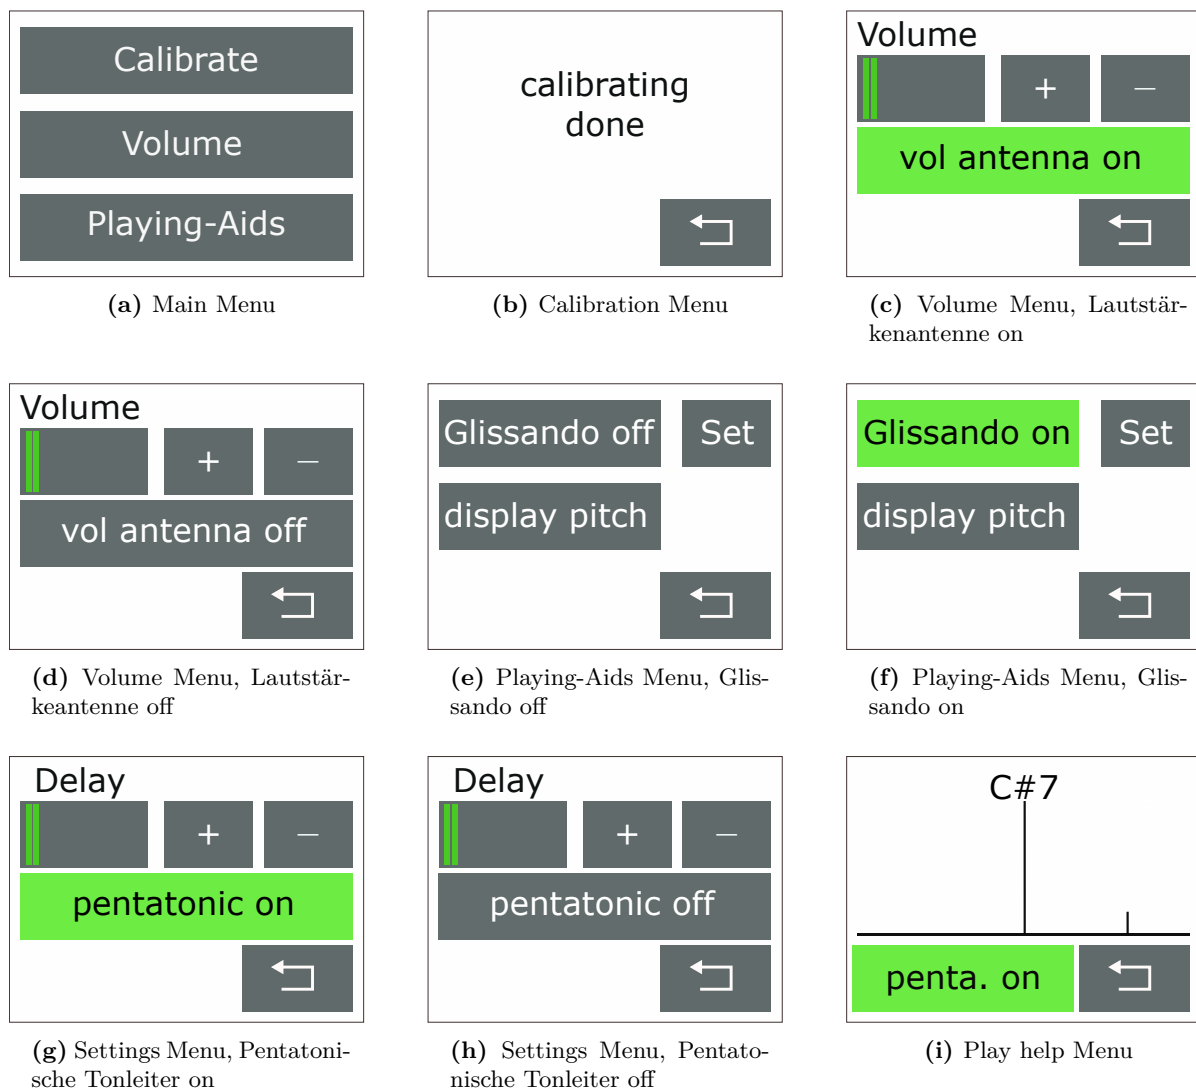 Calibrate
Volume
Playing-Aids
(a) Main Menu
calibrating
done
(b) Calibration Menu
Volume
+ −
vol antenna on
(c) Volume Menu, Lautstär-
kenantenne on
Volume
+ −
vol antenna off
(d) Volume Menu, Lautstär-
keantenne off
Glissando off Set
display pitch
(e) Playing-Aids Menu, Glis-
sando off
Glissando on Set
display pitch
(f) Playing-Aids Menu, Glis-
sando on
Delay
+ −
pentatonic on
(g) Settings Menu, Pentatoni-
sche Tonleiter on
Delay
+ −
pentatonic off
(h) Settings Menu, Pentato-
nische Tonleiter off
C#7
penta. on
(i) Play help Menu